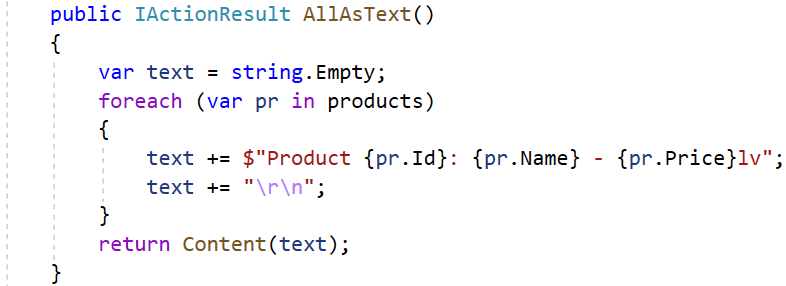 public IActionResult AllAsText()
{
    var text = string.Empty;
    foreach (var pr in products)
    {
        text += $"Product {pr.Id}: {pr.Name} - {pr.Price}lv";
        text += "\r\n";
    }
    return Content(text);
}